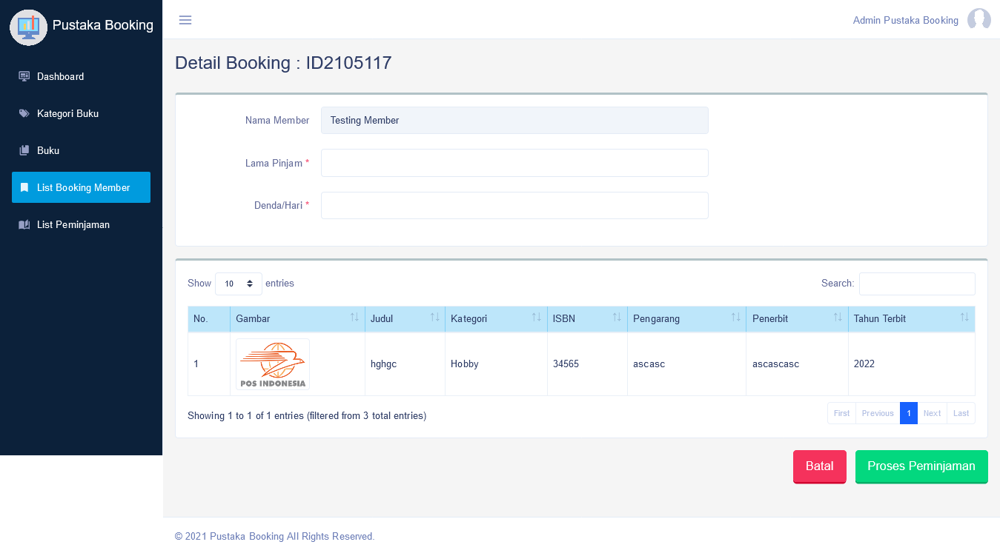 Pustaka Booking
Admin Pustaka Booking
Dashboard
Kategori Buku
Buku
List Booking Member
List Peminjaman
Detail Booking : ID2105117
Nama Member Testing Member
Lama Pinjam *
Denda/Hari *
Show 10 entries Search:
No. Gambar Judul Kategori ISBN Pengarang Penerbit Tahun Terbit
1 POS INDONESIA hghgc Hobby 34565 ascasc ascascasc 2022
Showing 1 to 1 of 1 entries (filtered from 3 total entries) First Previous 1 Next Last
Batal Proses Peminjaman
© 2021 Pustaka Booking All Rights Reserved.